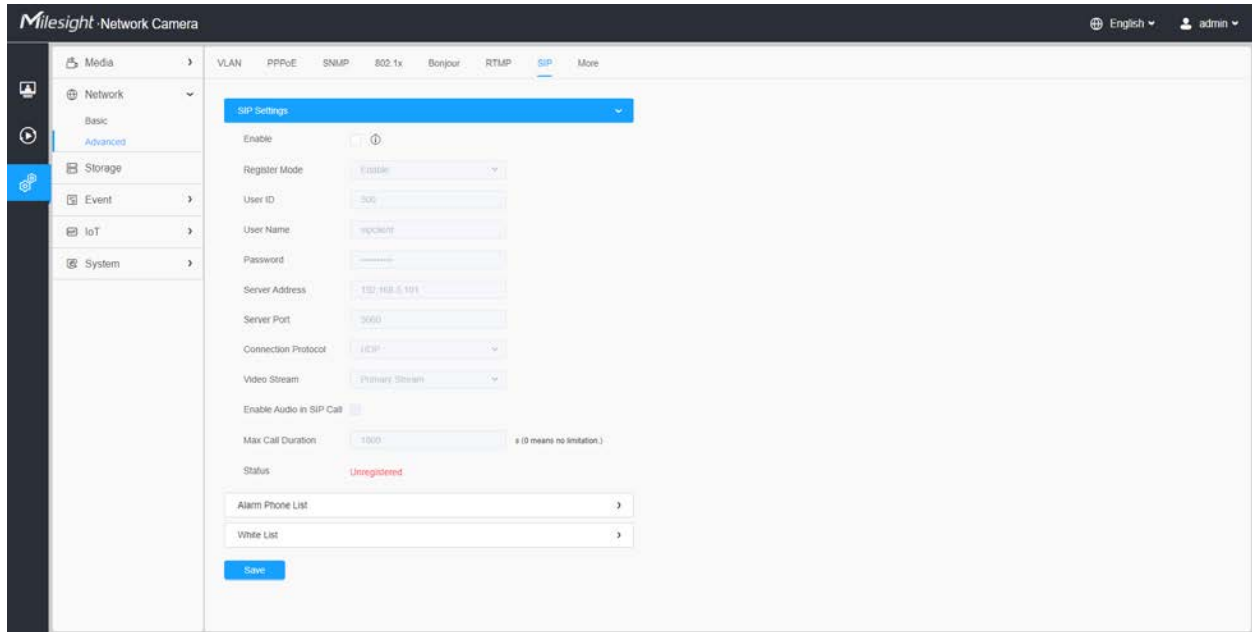 Milesight ·Network Camera
English
admin
Media
Network
Basic
Advanced
Storage
Event
IoT
System
VLAN PPPoE SNMP 802.1x Bonjour RTMP SIP More
SIP Settings
Enable
Register Mode Enable
User ID 500
User Name
Password
Server Address 192.168.5.101
Server Port 5060
Connection Protocol UDP
Video Stream Primary Stream
Enable Audio in SIP Call
Max Call Duration 1800 s (0 means no limitation.)
Status Unregistered
Alarm Phone List
White List
Save